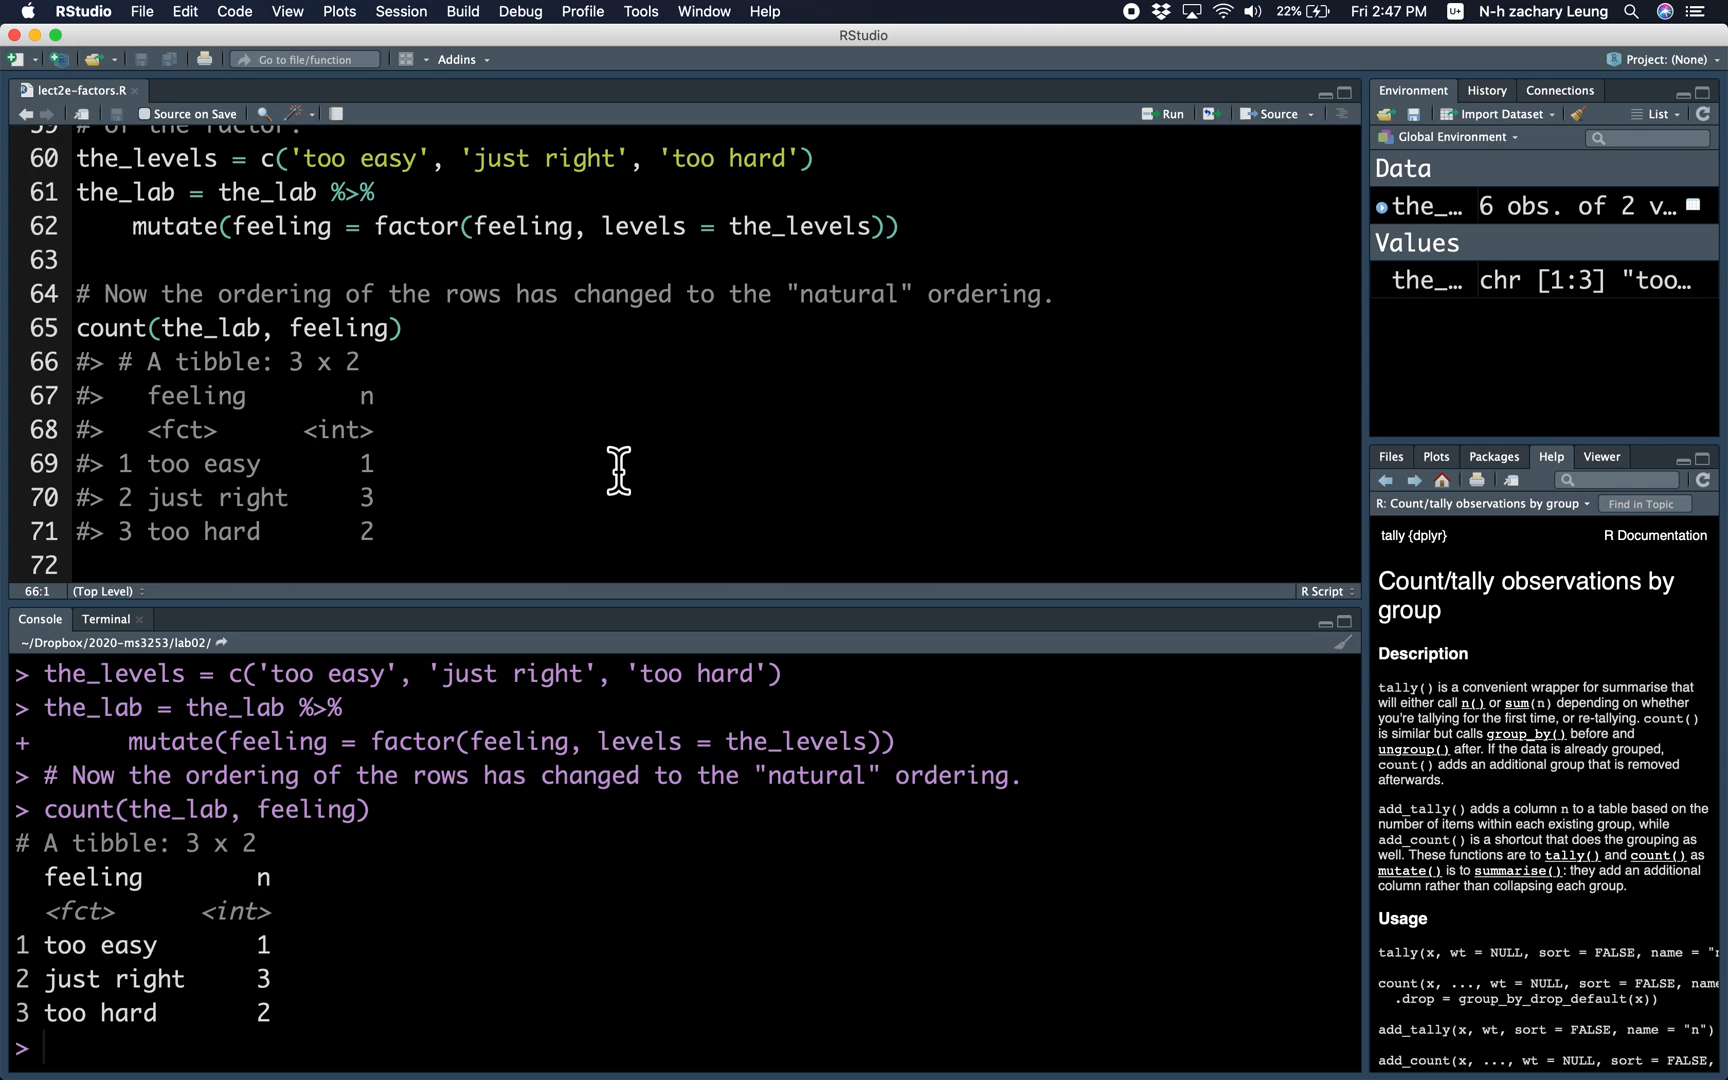 RStudio File Edit Code View Plots Session Build Debug Profile Tools Window Help 22% Fri 2:47 PM U+ N-h zachary Leung
RStudio
Go to file/function Addins Project: (None)
lect2e-factors.R
Source on Save Run Source
59 # of the factor.
60 the_levels = c('too easy', 'just right', 'too hard')
61 the_lab = the_lab %>%
62 mutate(feeling = factor(feeling, levels = the_levels))
63
64 # Now the ordering of the rows has changed to the "natural" ordering.
65 count(the_lab, feeling)
66 #> # A tibble: 3 x 2
67 #> feeling n
68 #> <fct> <int>
69 #> 1 too easy 1
70 #> 2 just right 3
71 #> 3 too hard 2
72
66:1 (Top Level) R Script
Console Terminal
~/Dropbox/2020-ms3253/lab02/
> the_levels = c('too easy', 'just right', 'too hard')
> the_lab = the_lab %>%
+ mutate(feeling = factor(feeling, levels = the_levels))
> # Now the ordering of the rows has changed to the "natural" ordering.
> count(the_lab, feeling)
# A tibble: 3 x 2
feeling n
<fct> <int>
1 too easy 1
2 just right 3
3 too hard 2
>
Environment History Connections
Import Dataset List
Global Environment
Data
the_… 6 obs. of 2 v…
Values
the_… chr [1:3] "too…
Files Plots Packages Help Viewer
R: Count/tally observations by group Find in Topic
tally {dplyr} R Documentation
Count/tally observations by
group
Description
tally() is a convenient wrapper for summarise that
will either call n() or sum(n) depending on whether
you're tallying for the first time, or re-tallying. count()
is similar but calls group_by() before and
ungroup() after. If the data is already grouped,
count() adds an additional group that is removed
afterwards.
add_tally() adds a column n to a table based on the
number of items within each existing group, while
add_count() is a shortcut that does the grouping as
well. These functions are to tally() and count() as
mutate() is to summarise(): they add an additional
column rather than collapsing each group.
Usage
tally(x, wt = NULL, sort = FALSE, name = "n
count(x, ..., wt = NULL, sort = FALSE, name
.drop = group_by_drop_default(x))
add_tally(x, wt, sort = FALSE, name = "n")
add_count(x, ..., wt = NULL, sort = FALSE,